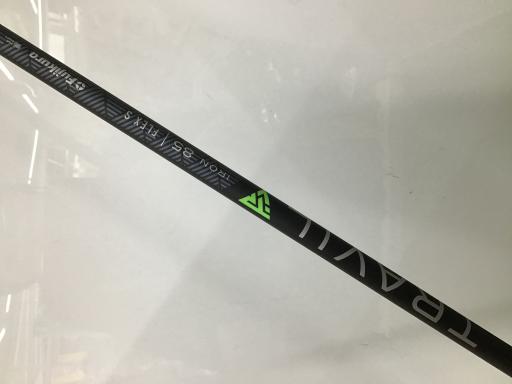 TRAVIL
IRON 85 | FLEX S
Fujikura